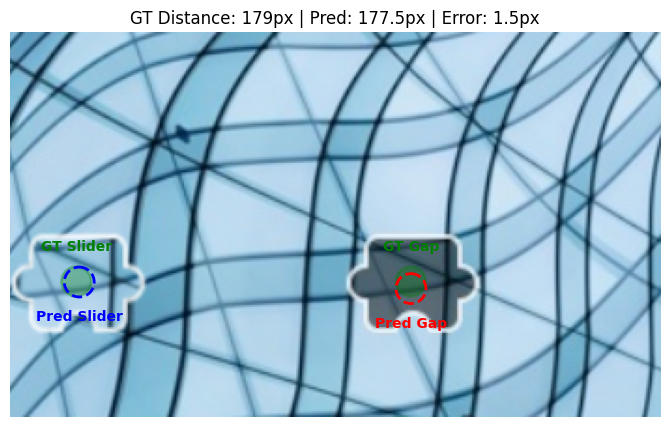 GT Distance: 179px | Pred: 177.5px | Error: 1.5px
GT Slider
GT Gap
Pred Slider
Pred Gap